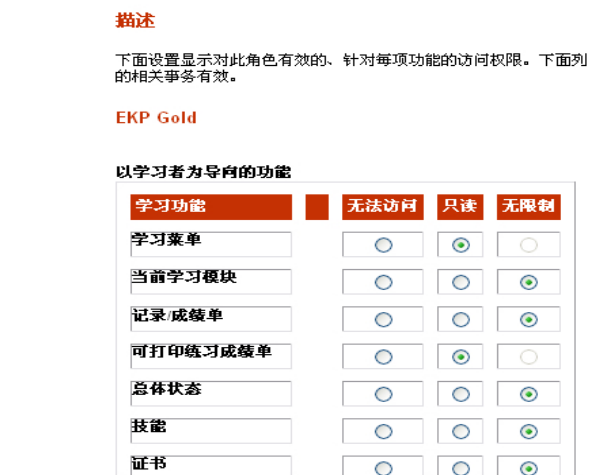 描述
下面设置显示对此角色有效的、针对每项功能的访问权限。下面列
的相关事务有效。
EKP Gold
以学习者为导向的功能
学习功能 无法访问 只读 无限制
学习菜单
当前学习模块
记录/成绩单
可打印练习成绩单
总体状态
技能
证书